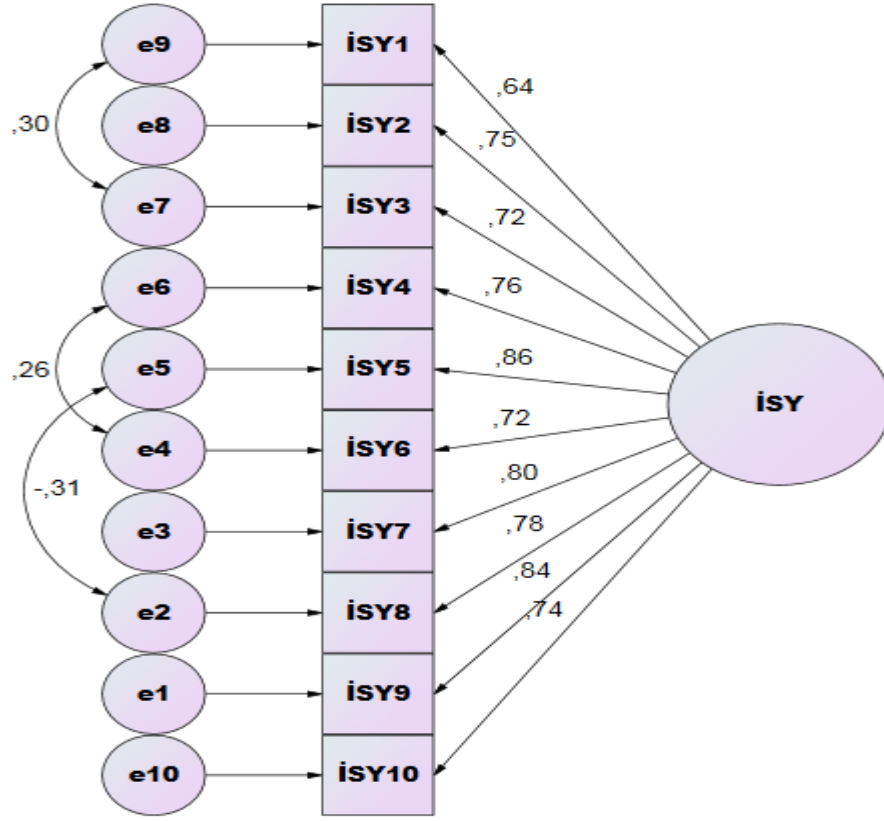 e9 İSY1
,64
e8 İSY2
,30
,75
e7 İSY3
,72
e6 İSY4
,76
e5 İSY5
,86
,26
İSY
e4 İSY6
,72
-,31
,80
e3 İSY7
,78
e2 İSY8
,84
,74
e1 İSY9
e10 İSY10